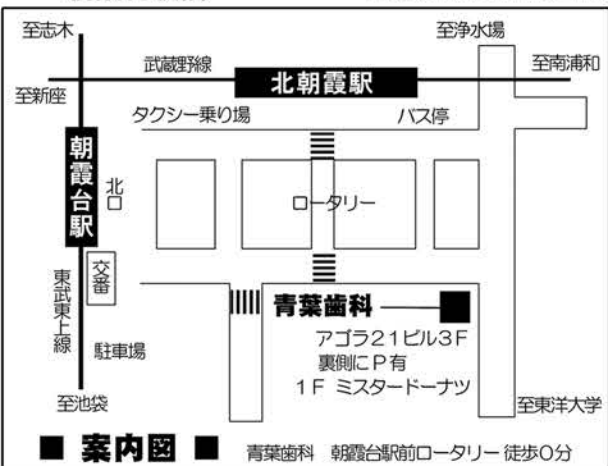 至志木
至浄水場
武蔵野線
北朝霞駅
至南浦和
至新座
タクシー乗り場
バス停
朝霞台駅
北口
ロータリー
交番
東武東上線
青葉歯科
アゴラ21ビル3F
裏側にP有
1F ミスタードーナツ
駐車場
至池袋
至東洋大学
■ 案内図 ■ 青葉歯科 朝霞台駅前ロータリー 徒歩0分